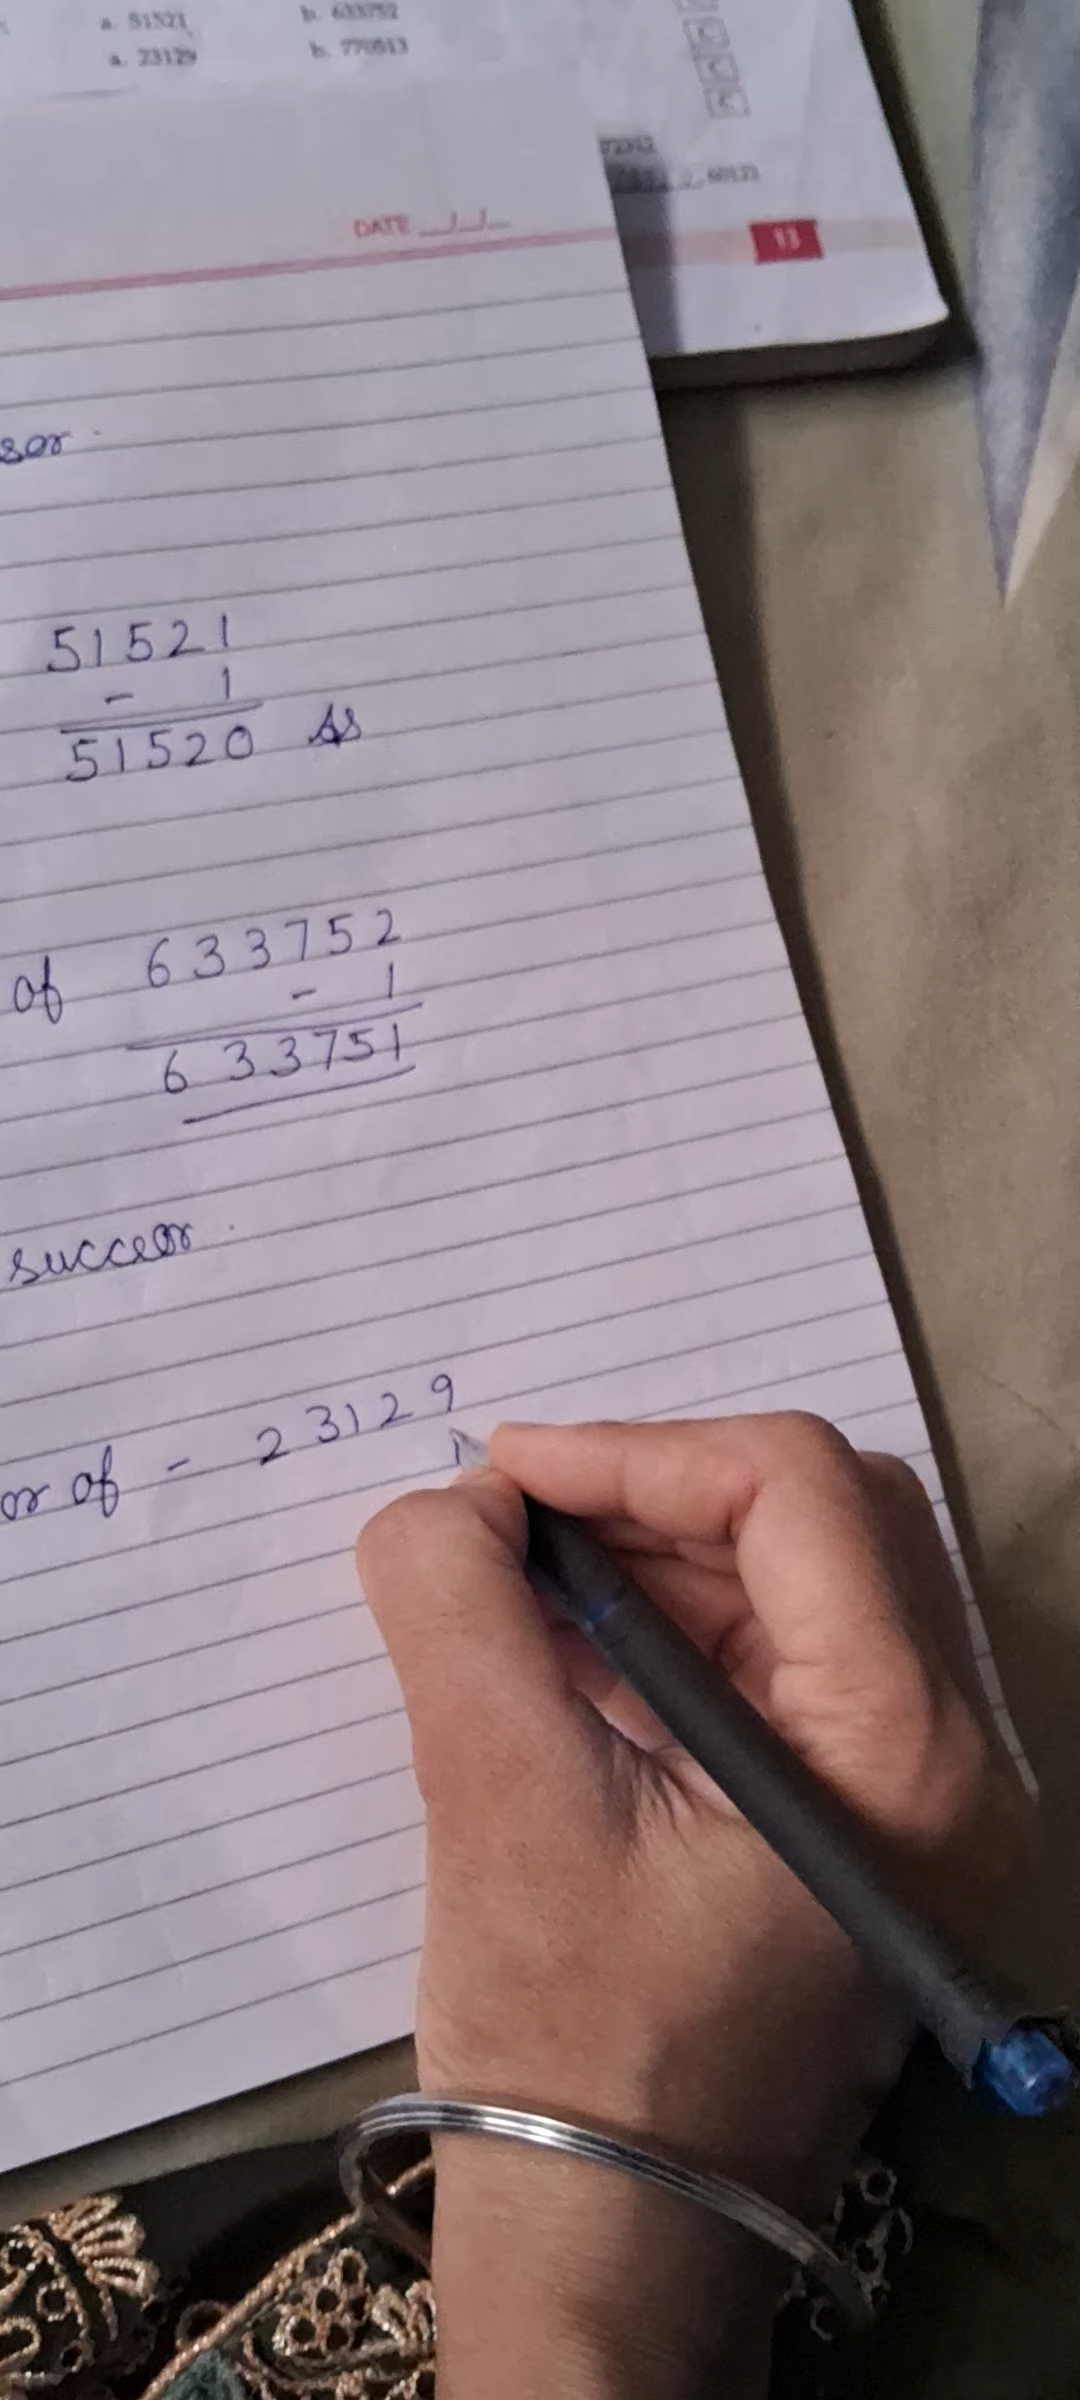 a. 51521 b. 633752
a. 23129 b. 770513
DATE
13
sor
51521
- 1
51520 As
of 633752
- 1
633751
succeor
or of - 23129
1